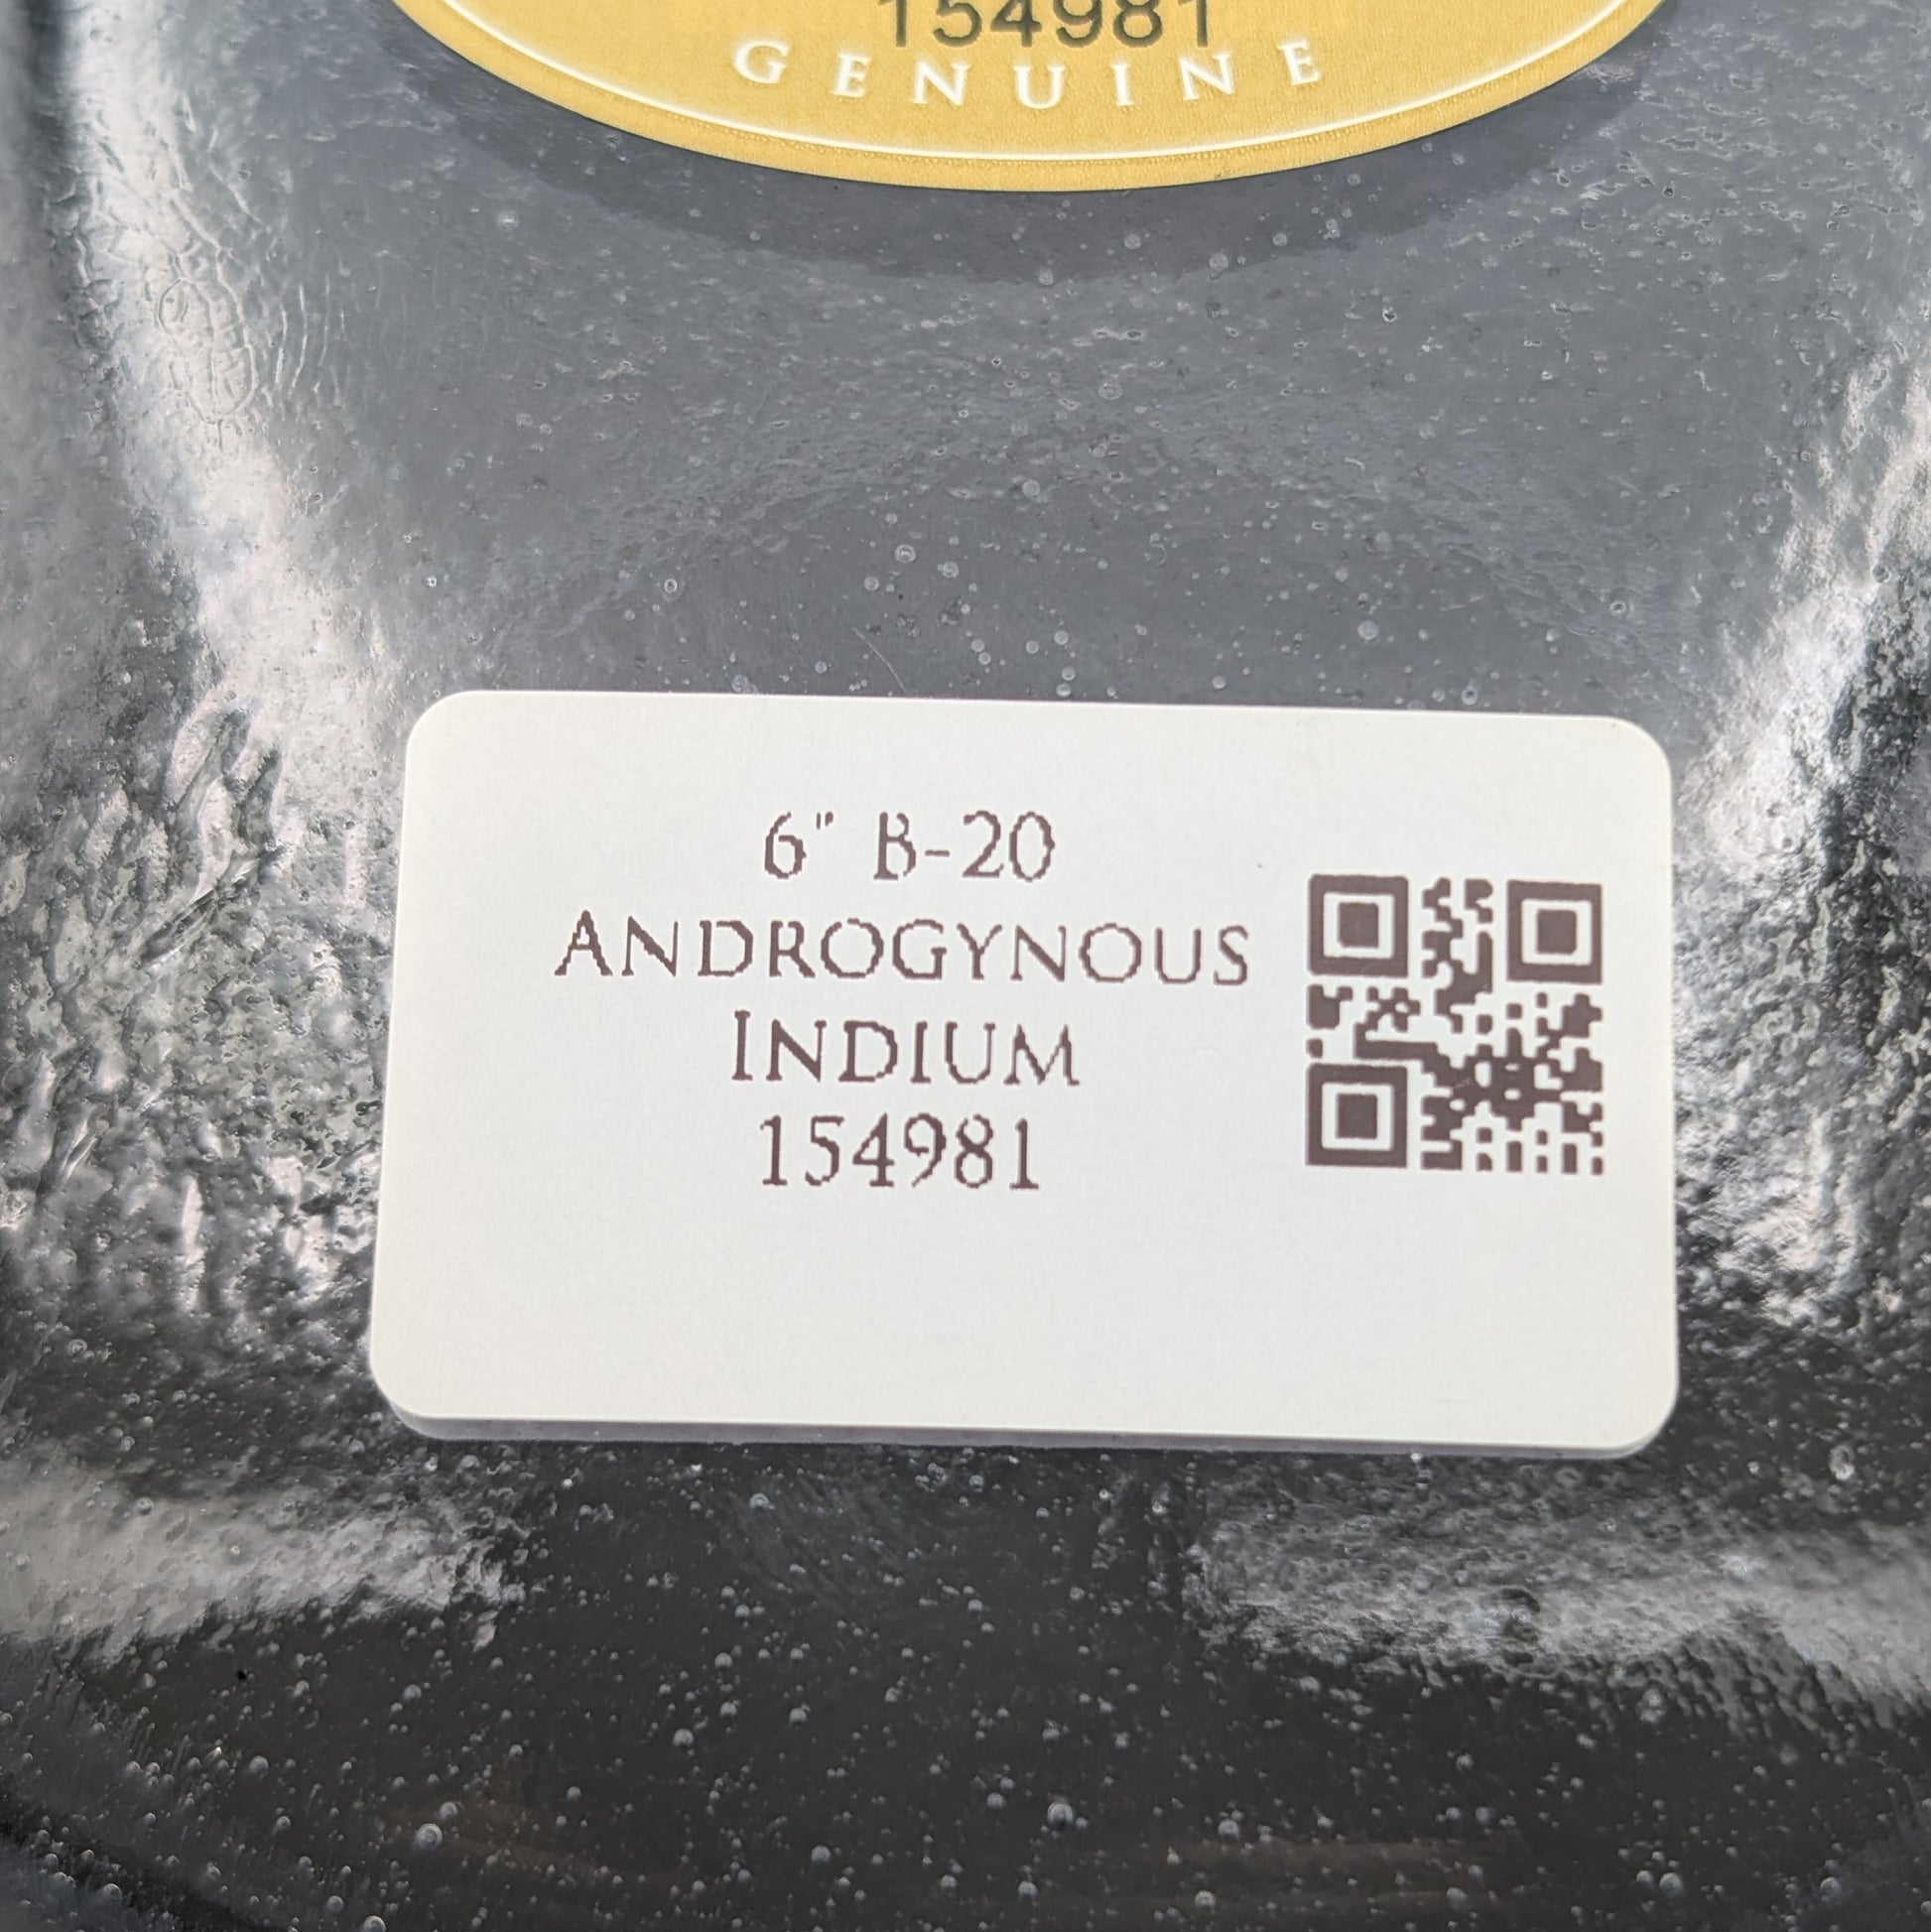 154981
GENUINE
6" B-20
ANDROGYNOUS
INDIUM
154981